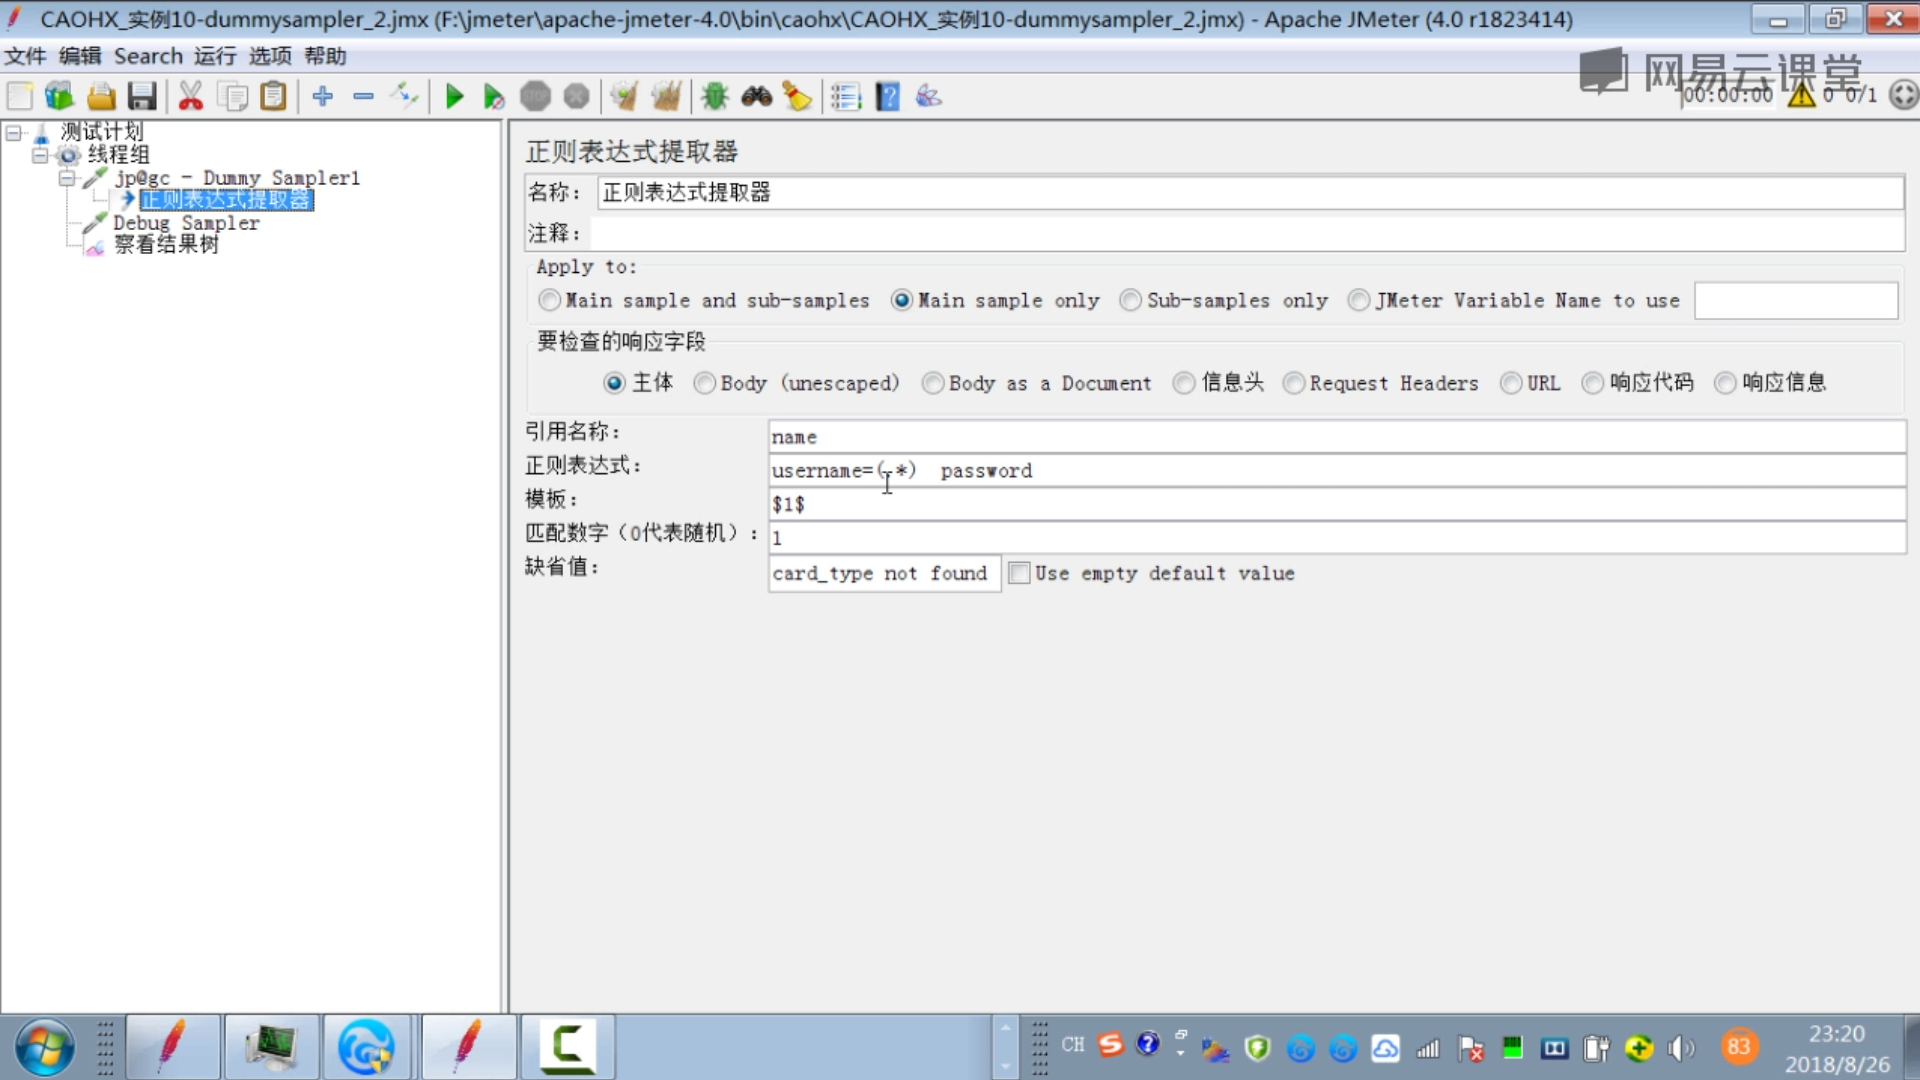 CAOHX_实例10-dummysampler_2.jmx (F:\jmeter\apache-jmeter-4.0\bin\caohx\CAOHX_实例10-dummysampler_2.jmx) - Apache JMeter (4.0 r1823414)
文件 编辑 Search 运行 选项 帮助
网易云课堂
00:00:00 0 0/1
测试计划
线程组
jp@gc - Dummy Sampler1
正则表达式提取器
Debug Sampler
察看结果树
正则表达式提取器
名称： 正则表达式提取器
注释：
Apply to:
Main sample and sub-samples Main sample only Sub-samples only JMeter Variable Name to use
要检查的响应字段
主体 Body (unescaped) Body as a Document 信息头 Request Headers URL 响应代码 响应信息
引用名称： name
正则表达式： username=(.*)  password
模板： $1$
匹配数字（0代表随机）： 1
缺省值： card_type not found Use empty default value
CH 83 23:20
2018/8/26